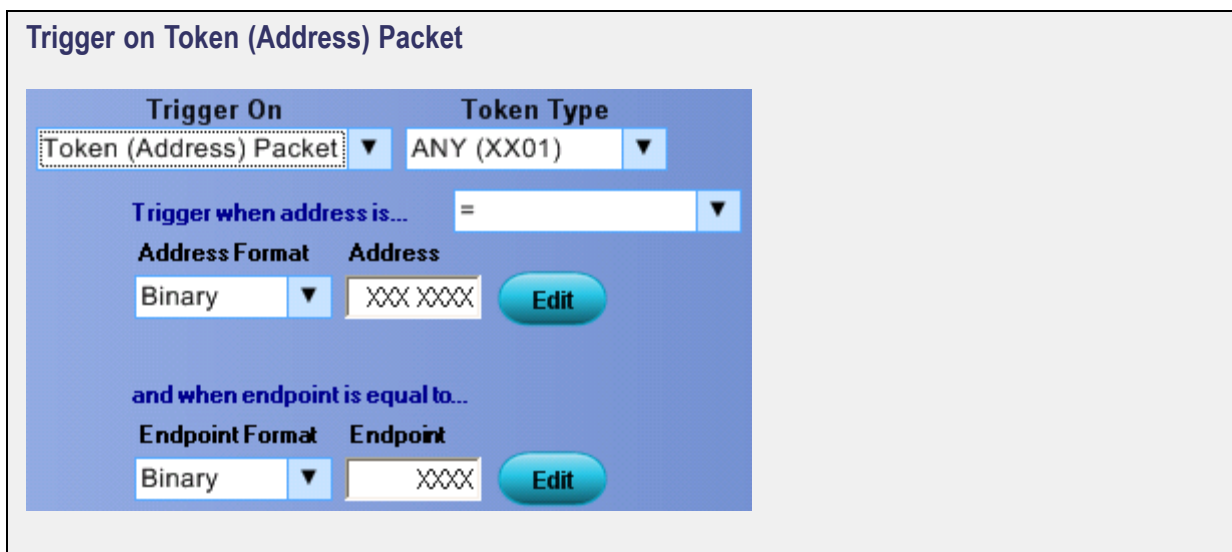 Trigger on Token (Address) Packet
Trigger On Token Type
Token (Address) Packet ANY (XX01)
Trigger when address is... =
Address Format Address
Binary XXX XXXX Edit
and when endpoint is equal to...
Endpoint Format Endpoint
Binary XXXX Edit